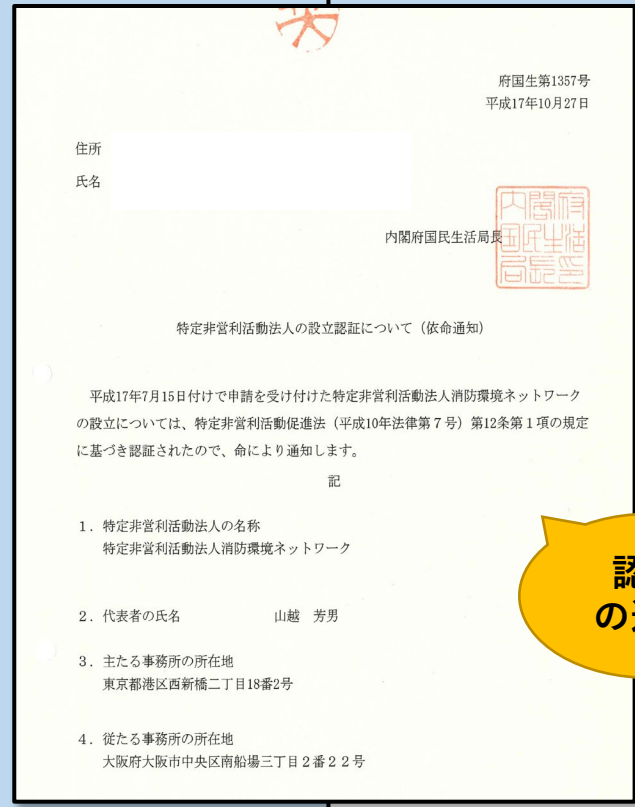 府国生第1357号
平成17年10月27日
住所
氏名
内閣府国民生活局長
内閣府国民生活局長印
特定非営利活動法人の設立認証について（依命通知）
平成17年7月15日付けで申請を受け付けた特定非営利活動法人消防環境ネットワーク
の設立については、特定非営利活動促進法（平成10年法律第７号）第12条第１項の規定
に基づき認証されたので、命により通知します。
記
１．特定非営利活動法人の名称
特定非営利活動法人消防環境ネットワーク
２．代表者の氏名　山越　芳男
３．主たる事務所の所在地
東京都港区西新橋二丁目18番2号
４．従たる事務所の所在地
大阪府大阪市中央区南船場三丁目２番２２号
の